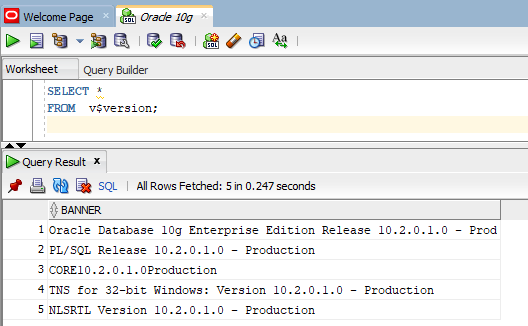 Welcome Page x Oracle 10g x
SQL
Aa
Worksheet Query Builder
SELECT *
FROM v$version;
Query Result x
SQL All Rows Fetched: 5 in 0.247 seconds
BANNER
1 Oracle Database 10g Enterprise Edition Release 10.2.0.1.0 - Prod
2 PL/SQL Release 10.2.0.1.0 - Production
3 CORE10.2.0.1.0Production
4 TNS for 32-bit Windows: Version 10.2.0.1.0 - Production
5 NLSRTL Version 10.2.0.1.0 - Production